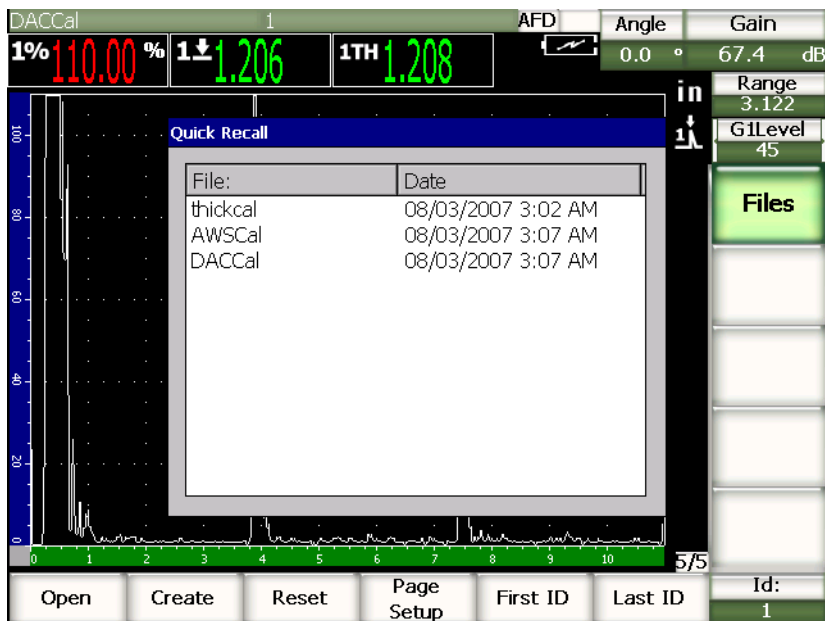 DACCal 1 AFD Angle Gain
1% 110.00 % 1 1.206 1TH 1.208 0.0 ° 67.4 dB
in
Range
3.122
G1Level
45
Quick Recall
File: Date
thickcal 08/03/2007 3:02 AM
AWSCal 08/03/2007 3:07 AM
DACCal 08/03/2007 3:07 AM
Files
100
80
60
40
20
0
0 1 2 3 4 5 6 7 8 9 10
5/5
Open Create Reset Page Setup First ID Last ID
Id:
1